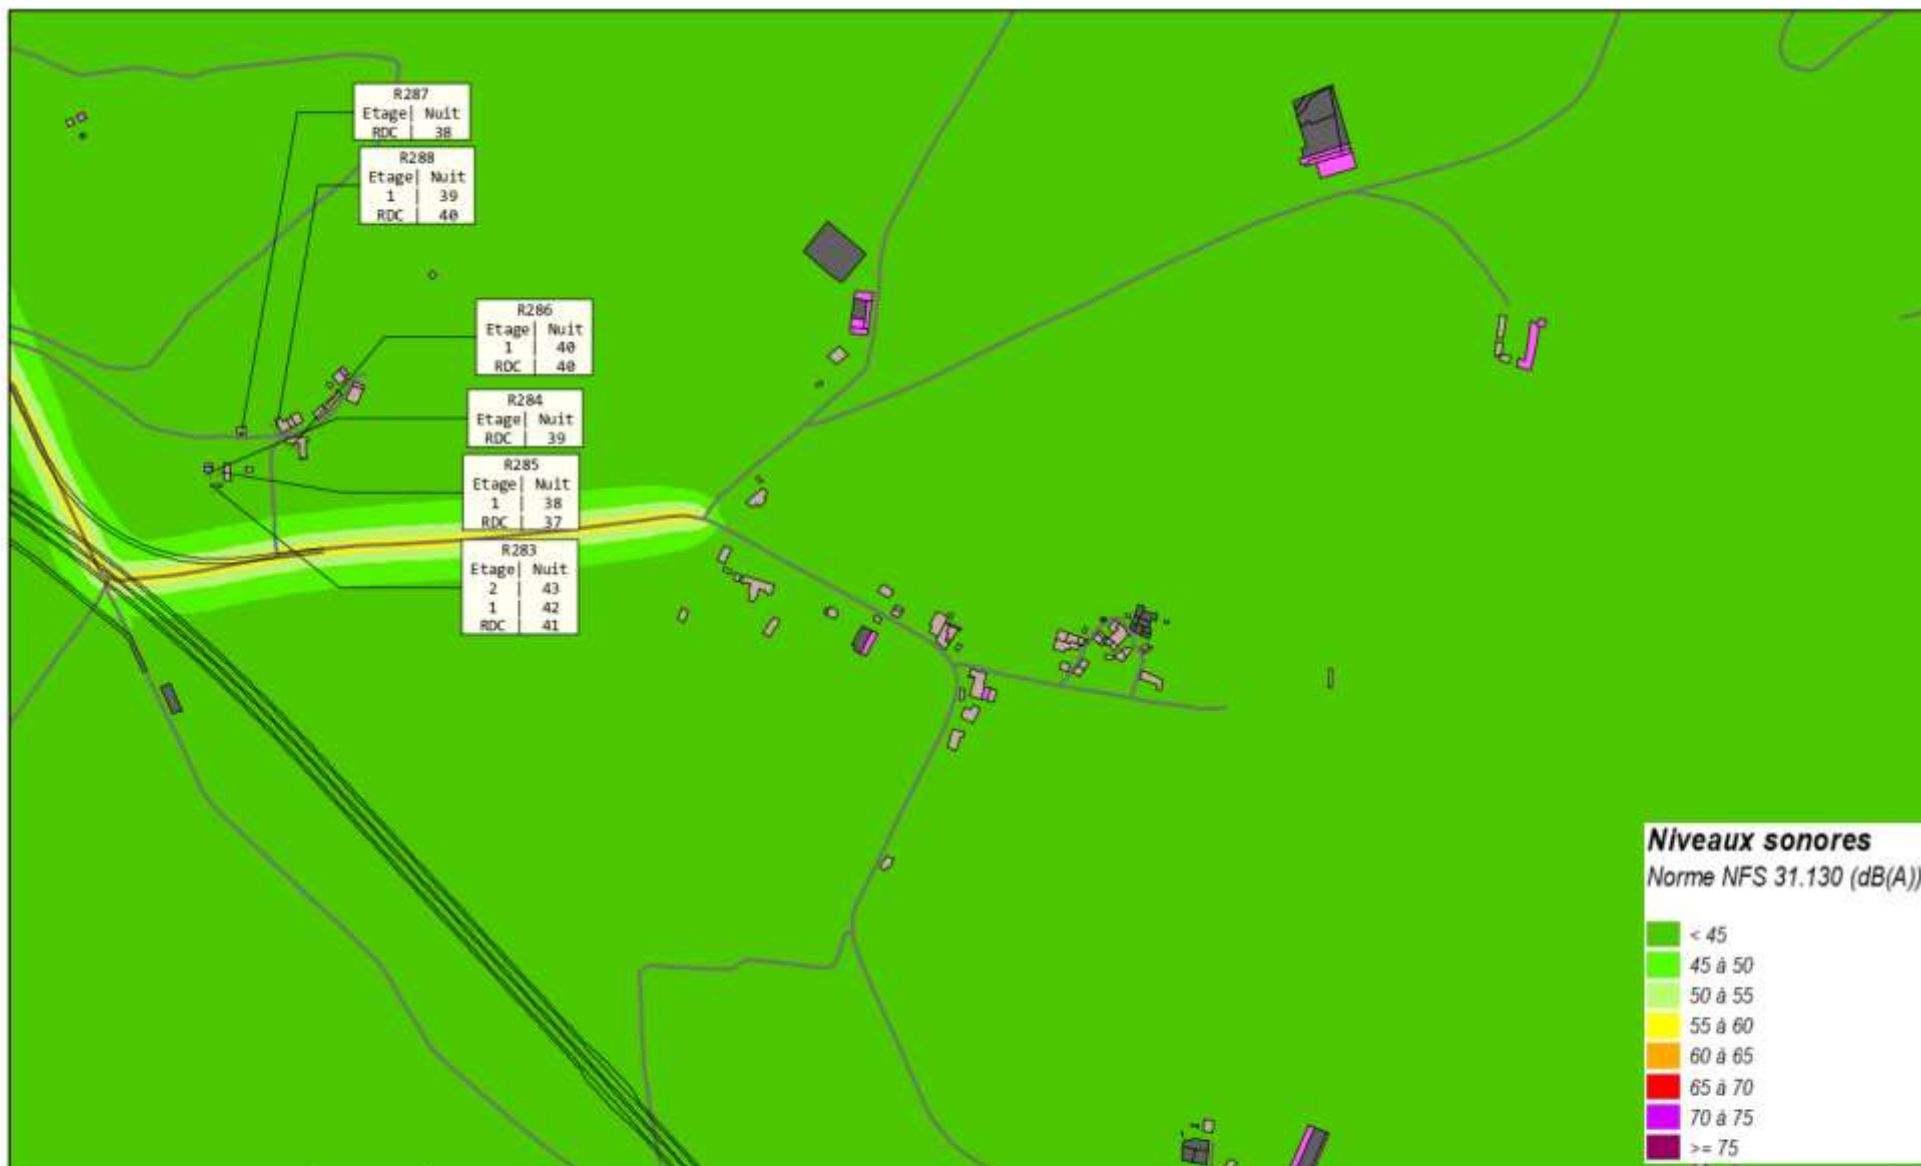 R287
Etage| Nuit
RDC | 38
R288
Etage| Nuit
1 | 39
RDC | 40
R286
Etage| Nuit
1 | 40
RDC | 40
R284
Etage| Nuit
RDC | 39
R285
Etage| Nuit
1 | 38
RDC | 37
R283
Etage| Nuit
2 | 43
1 | 42
RDC | 41
Niveaux sonores
Norme NFS 31.130 (dB(A))
< 45
45 à 50
50 à 55
55 à 60
60 à 65
65 à 70
70 à 75
>= 75